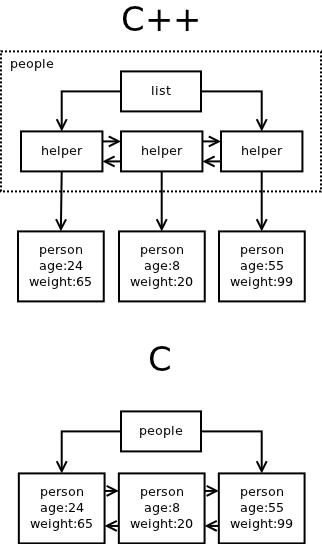 C++
people
list
helper helper helper
person person person
age:24 age:8 age:55
weight:65 weight:20 weight:99
C
people
person person person
age:24 age:8 age:55
weight:65 weight:20 weight:99